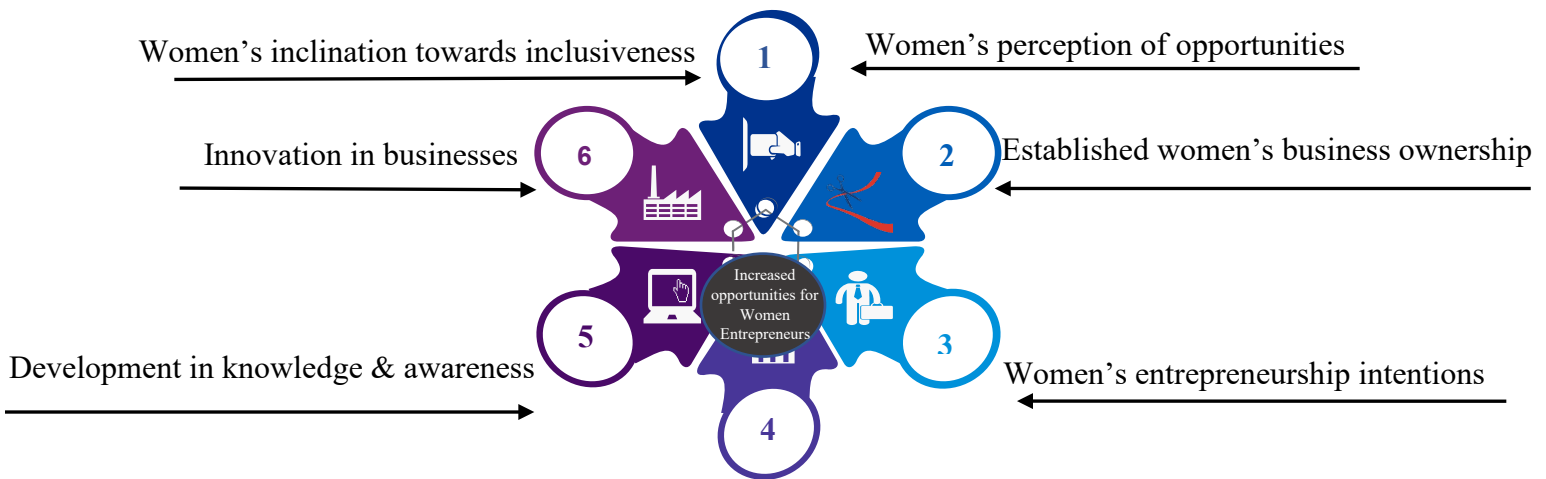 Women’s inclination towards inclusiveness
1
Women’s perception of opportunities
Innovation in businesses
6
2
Established women’s business ownership
Increased
opportunities for
Women
Entrepreneurs
5
3
Development in knowledge & awareness
Women’s entrepreneurship intentions
4